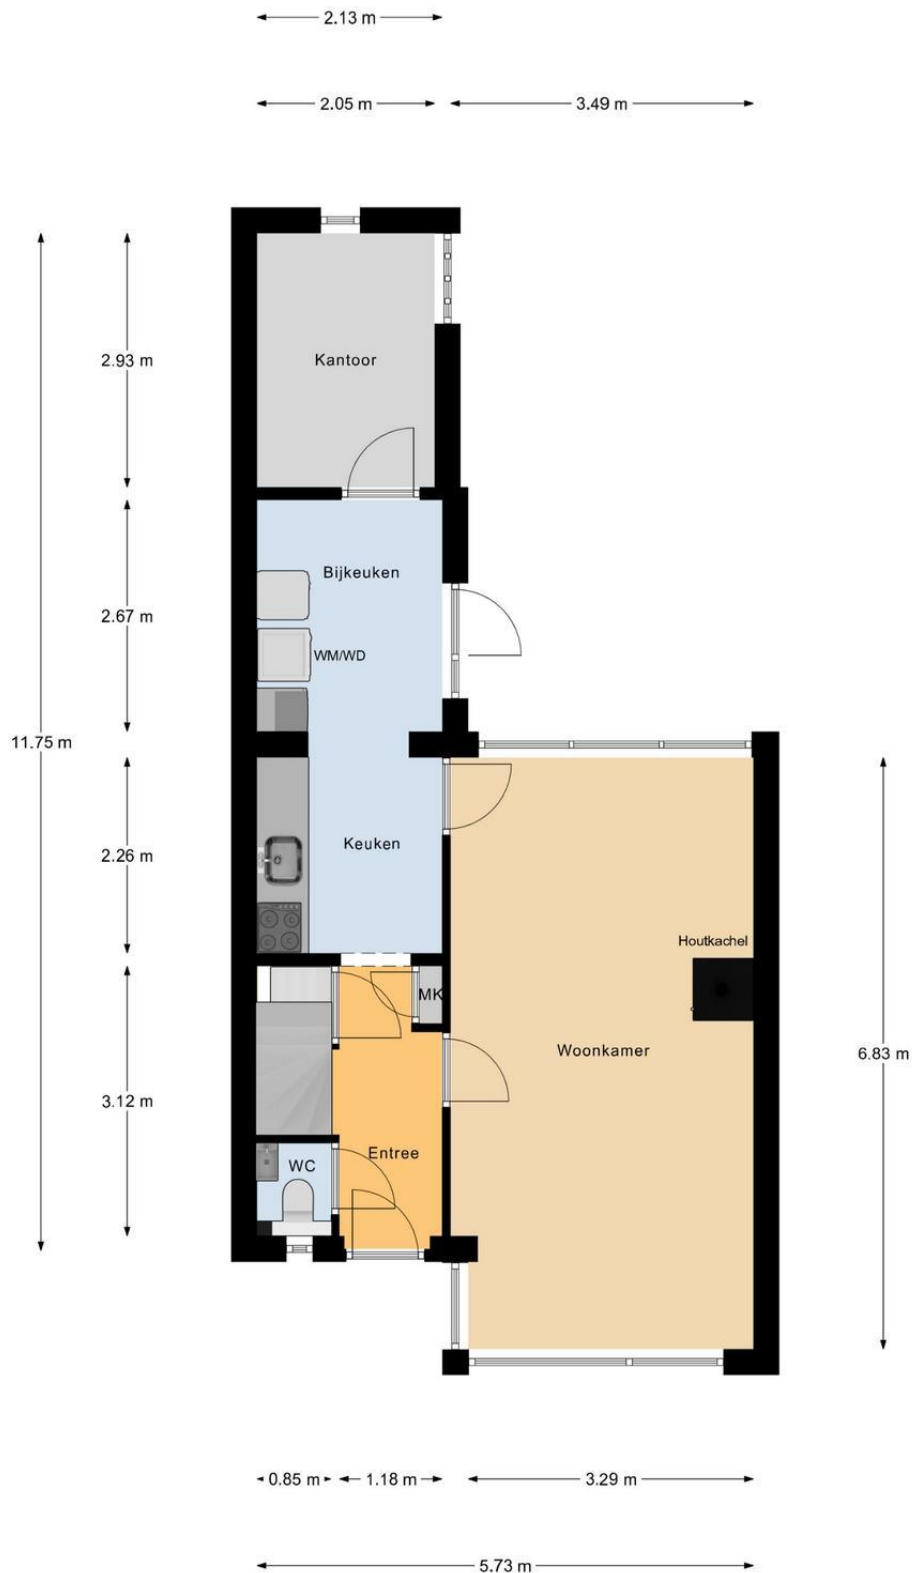 2.13 m
2.05 m
3.49 m
Kantoor
2.93 m
Bijkeuken
2.67 m
WM/WD
11.75 m
Keuken
2.26 m
Houtkachel
MK
Woonkamer
6.83 m
3.12 m
Entree
WC
0.85 m
1.18 m
3.29 m
5.73 m